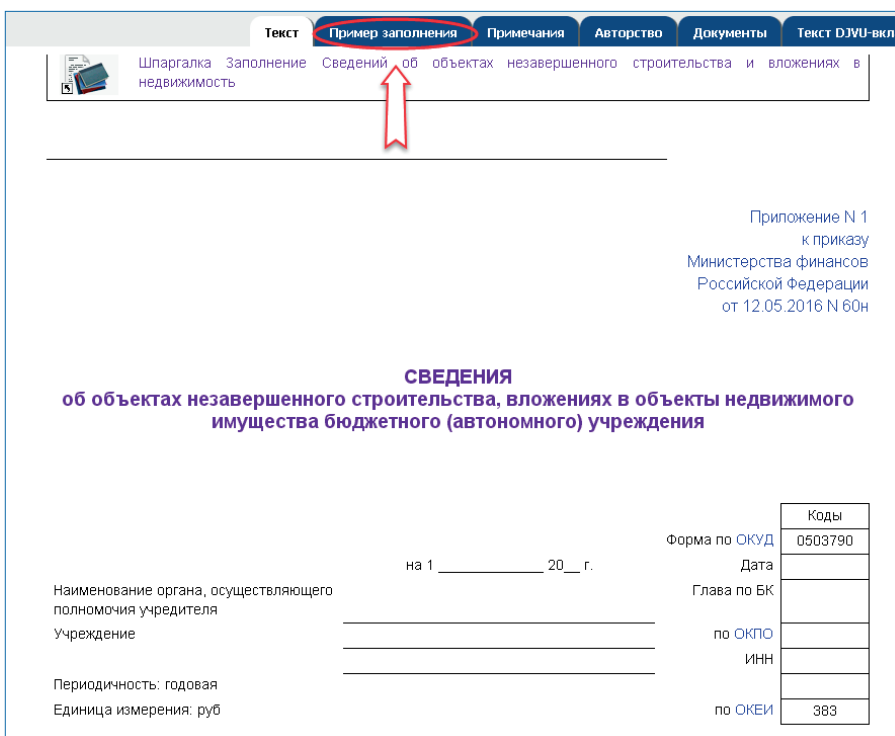 Текст Пример заполнения Примечания Авторство Документы Текст DJVU-вкл
Шпаргалка Заполнение Сведений об объектах незавершенного строительства и вложениях в
недвижимость
Приложение N 1
к приказу
Министерства финансов
Российской Федерации
от 12.05.2016 N 60н
СВЕДЕНИЯ
об объектах незавершенного строительства, вложениях в объекты недвижимого
имущества бюджетного (автономного) учреждения
Коды
Форма по ОКУД 0503790
на 1 ____________ 20__ г. Дата
Наименование органа, осуществляющего Глава по БК
полномочия учредителя
Учреждение по ОКПО
ИНН
Периодичность: годовая
Единица измерения: руб по ОКЕИ 383